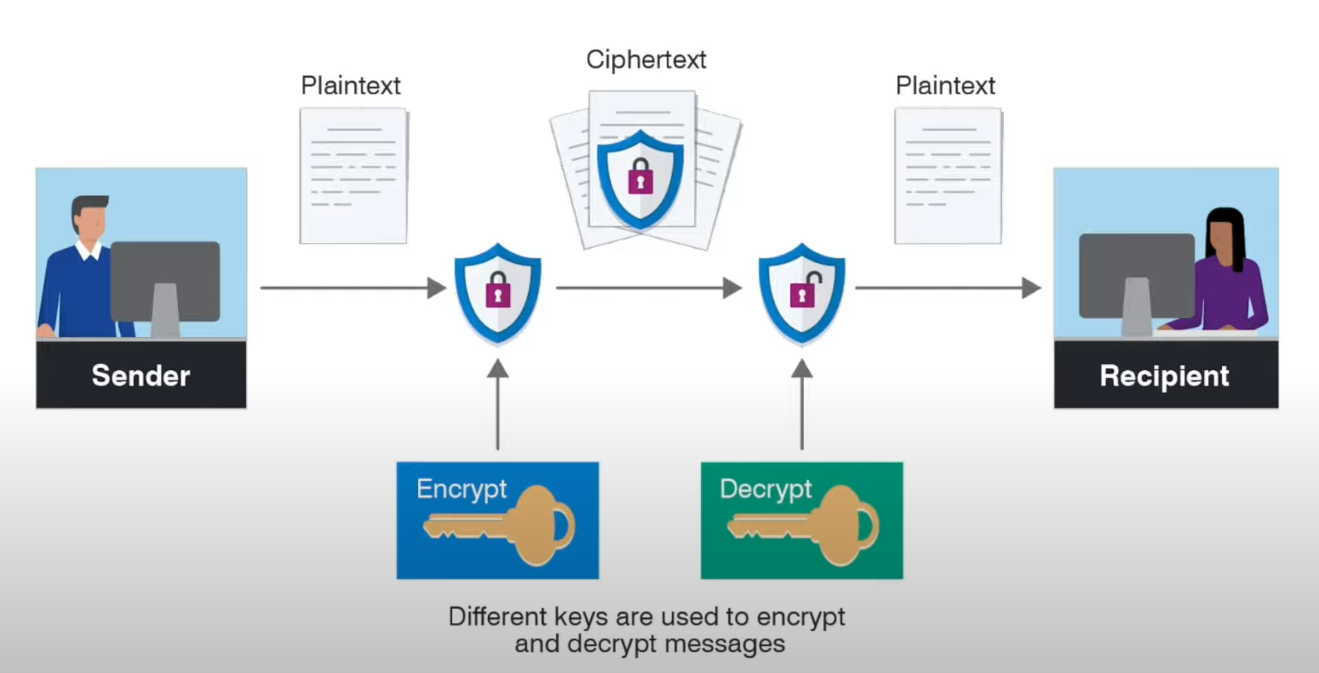 Ciphertext
Plaintext
Plaintext
Sender
Recipient
Encrypt
Decrypt
Different keys are used to encrypt
and decrypt messages